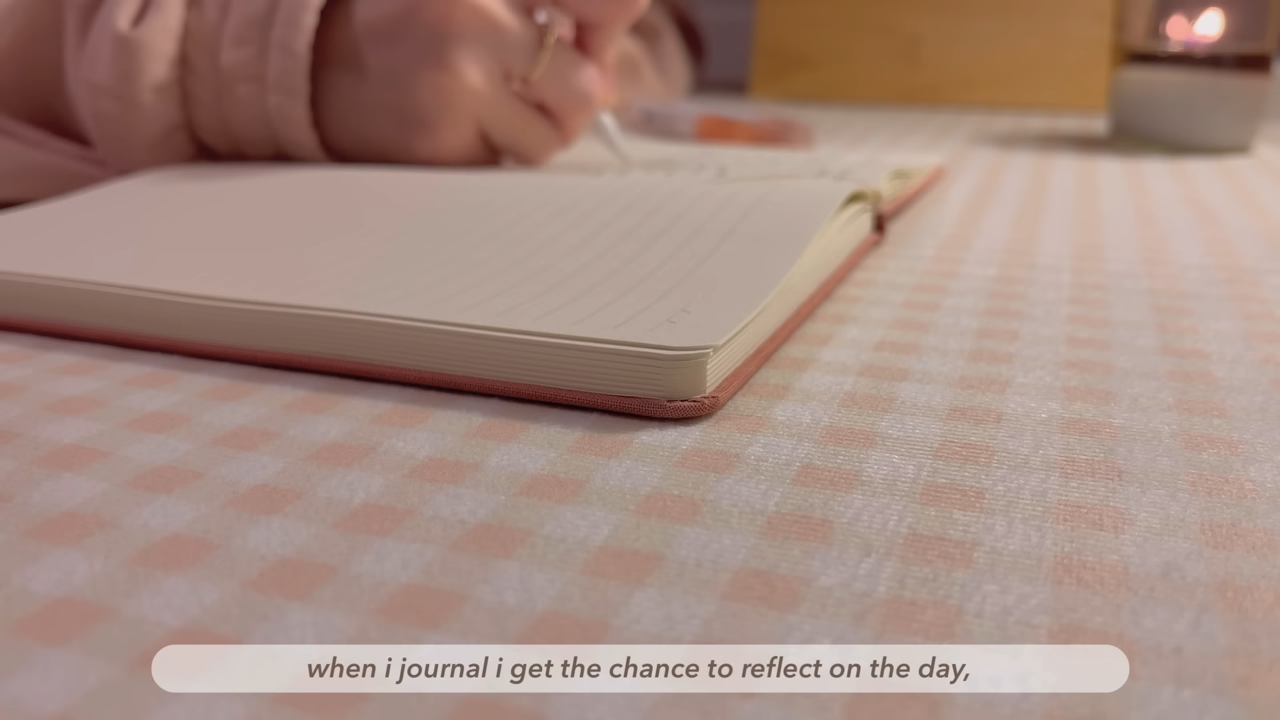 when i journal i get the chance to reflect on the day,